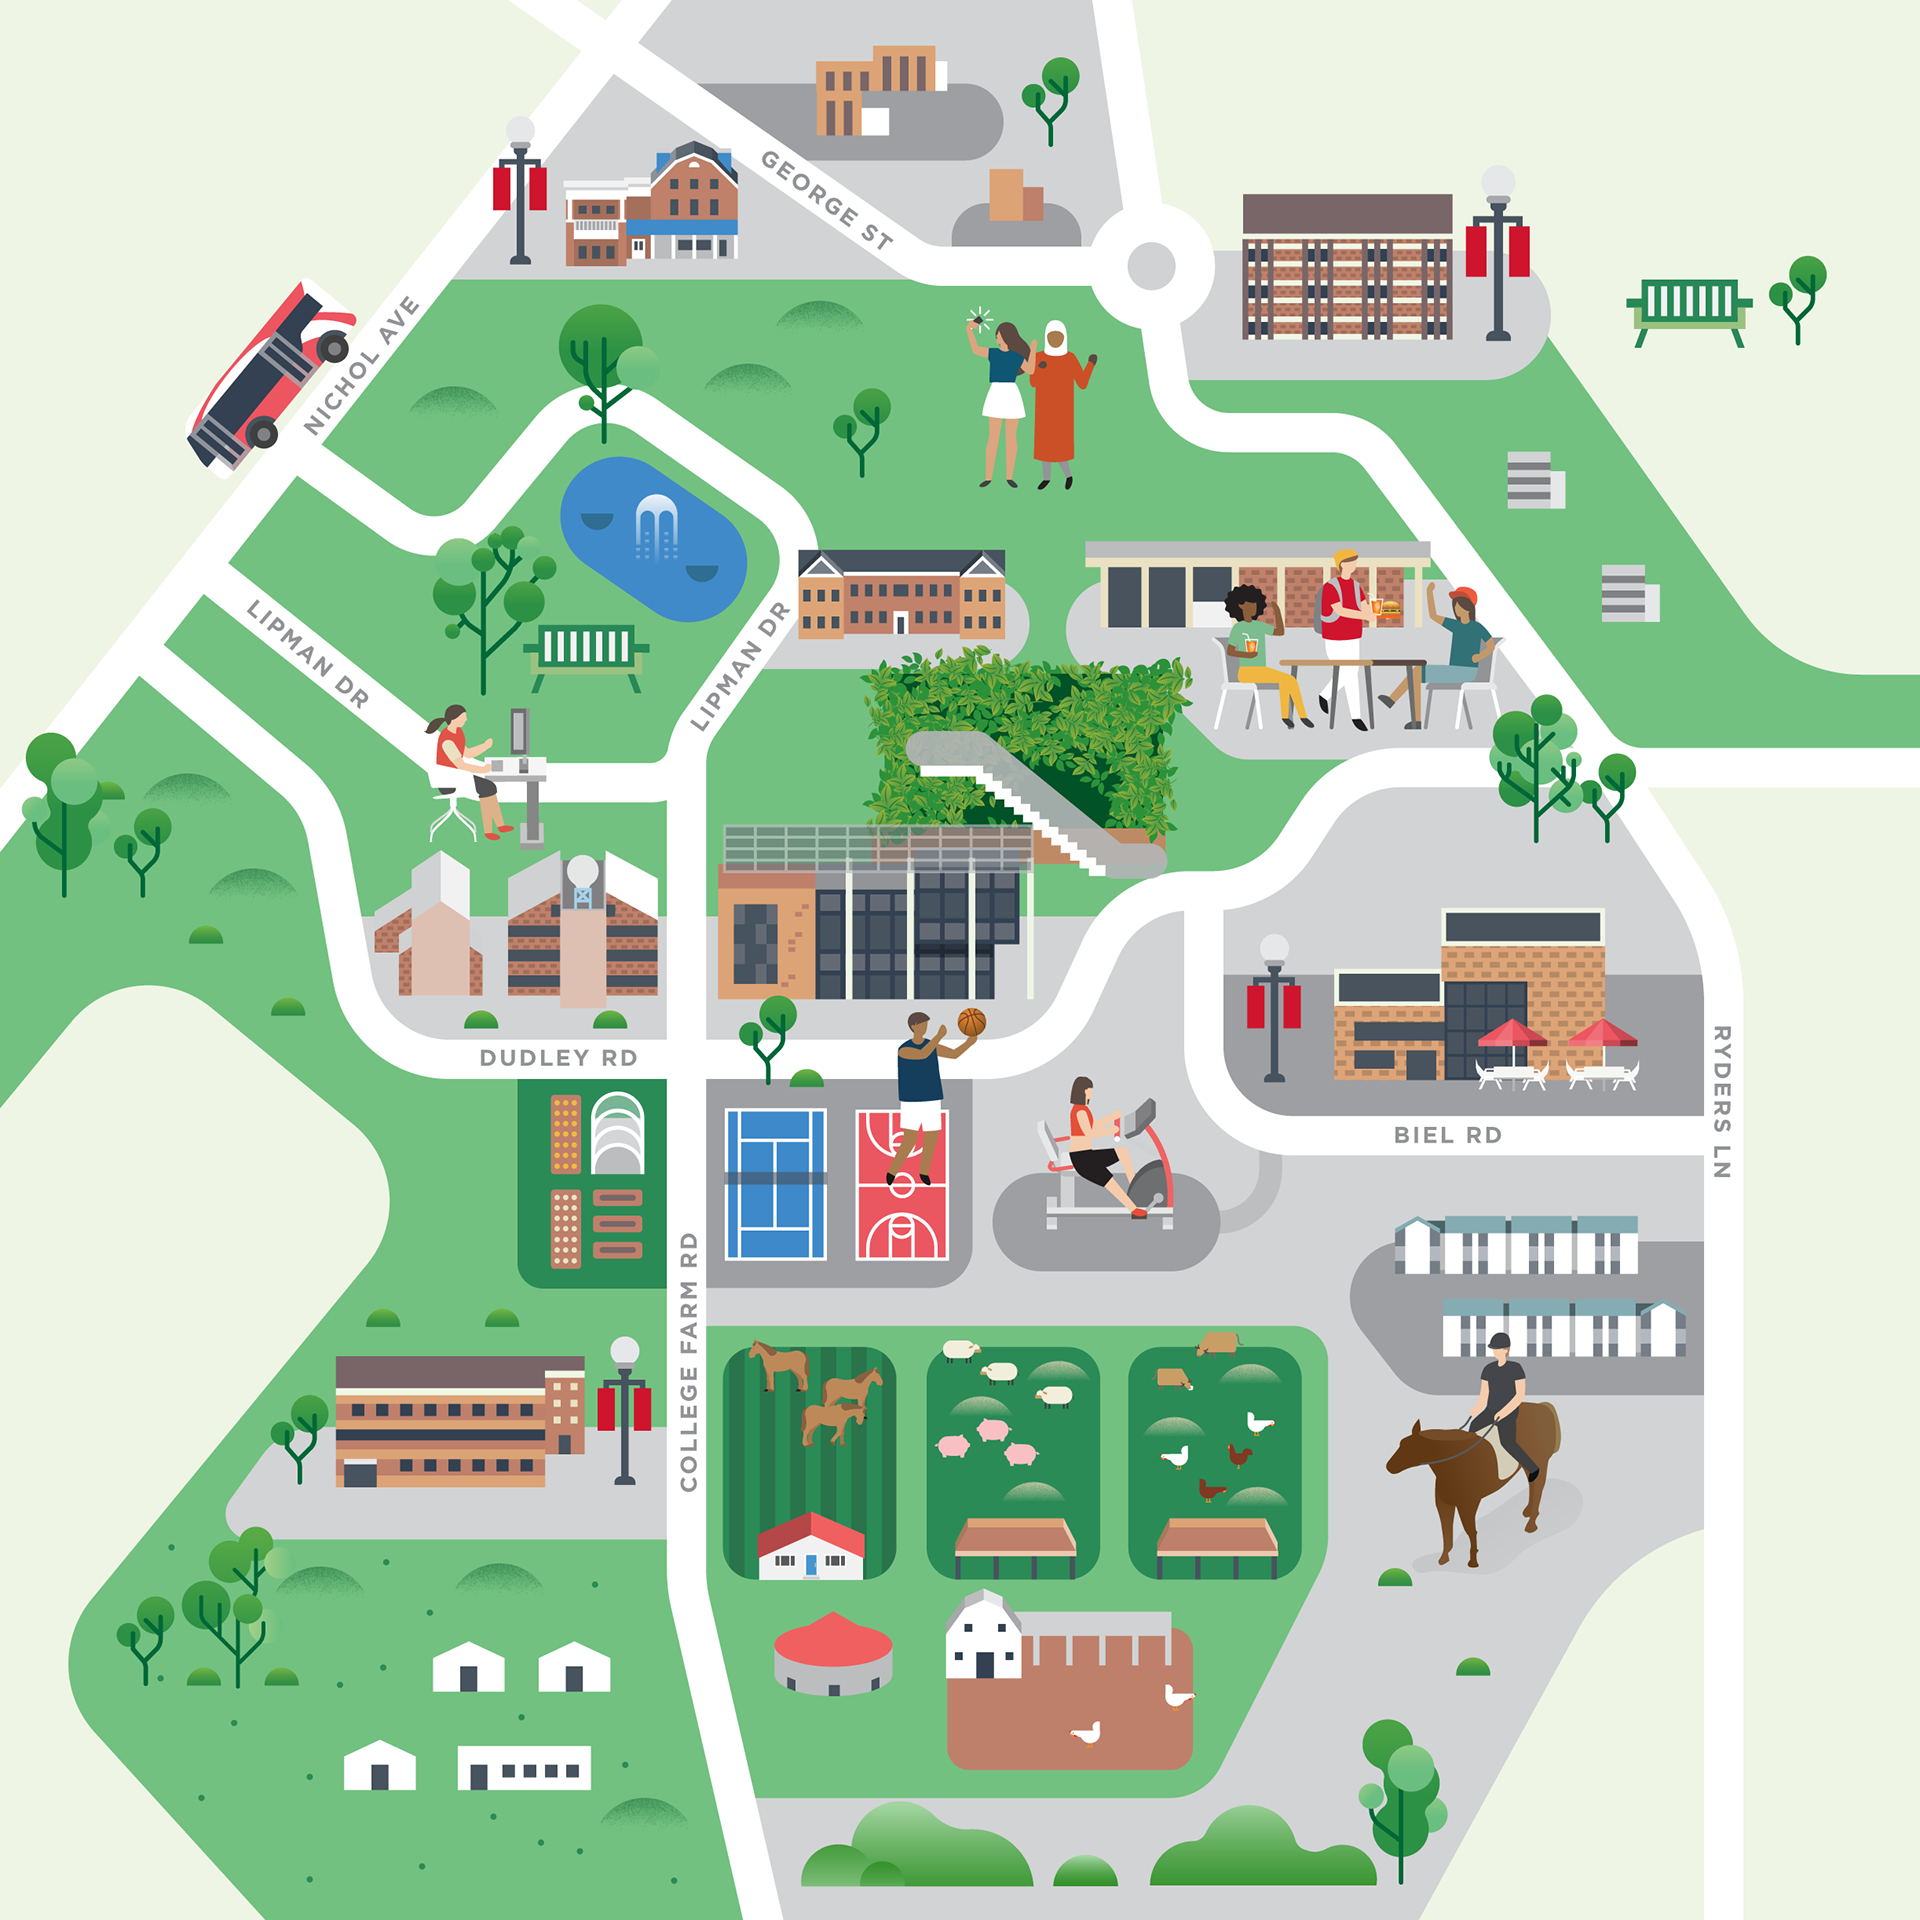 GEORGE ST
NICHOL AVE
LIPMAN DR
LIPMAN DR
DUDLEY RD
RYDERS LN
BIEL RD
COLLEGE FARM RD